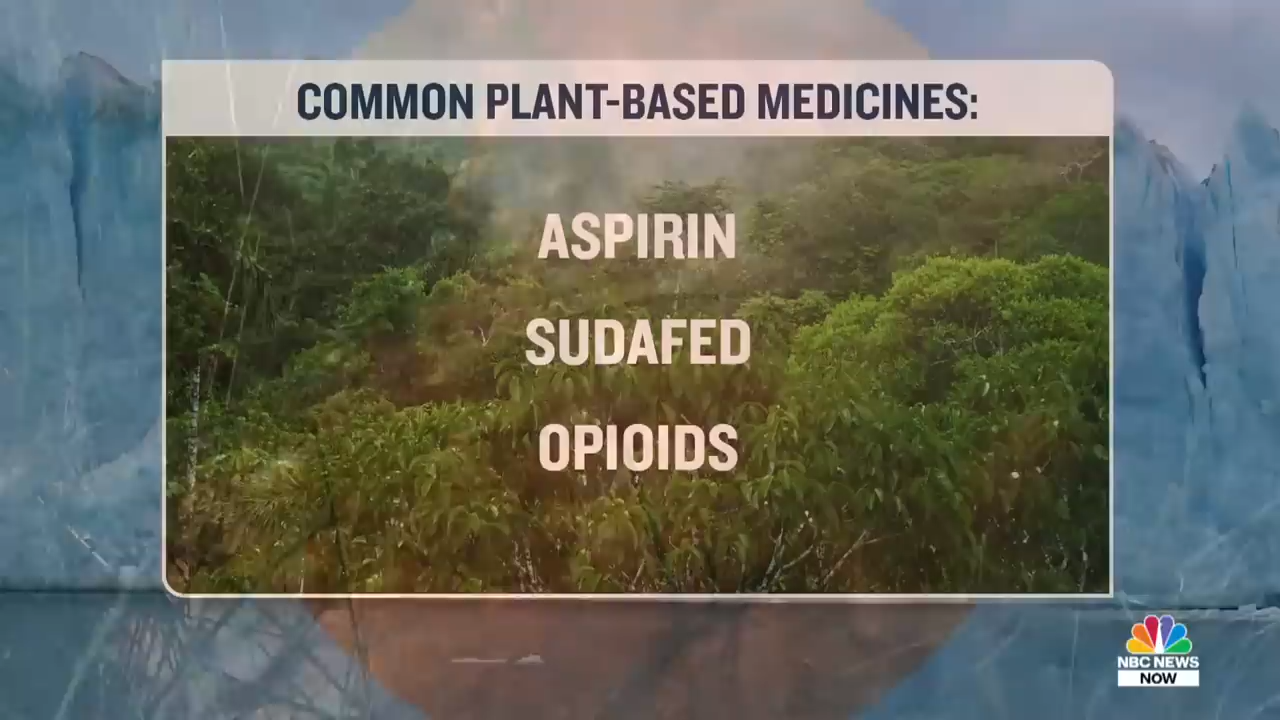 COMMON PLANT-BASED MEDICINES:
ASPIRIN
SUDAFED
OPIOIDS
NBC NEWS
NOW